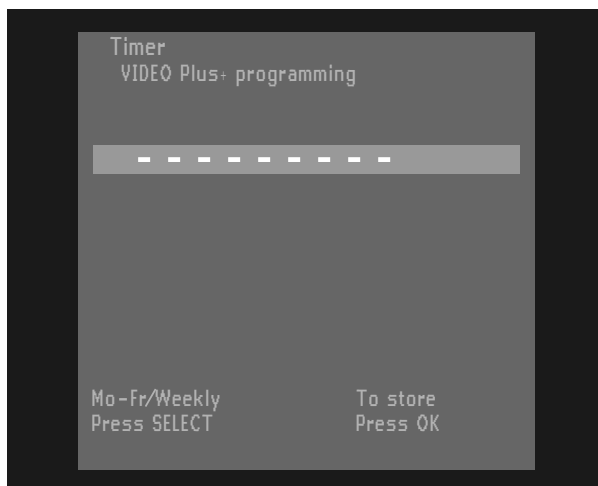 Timer
VIDEO Plus+ programming
– – – – – – – – –
Mo-Fr/Weekly To store
Press SELECT Press OK